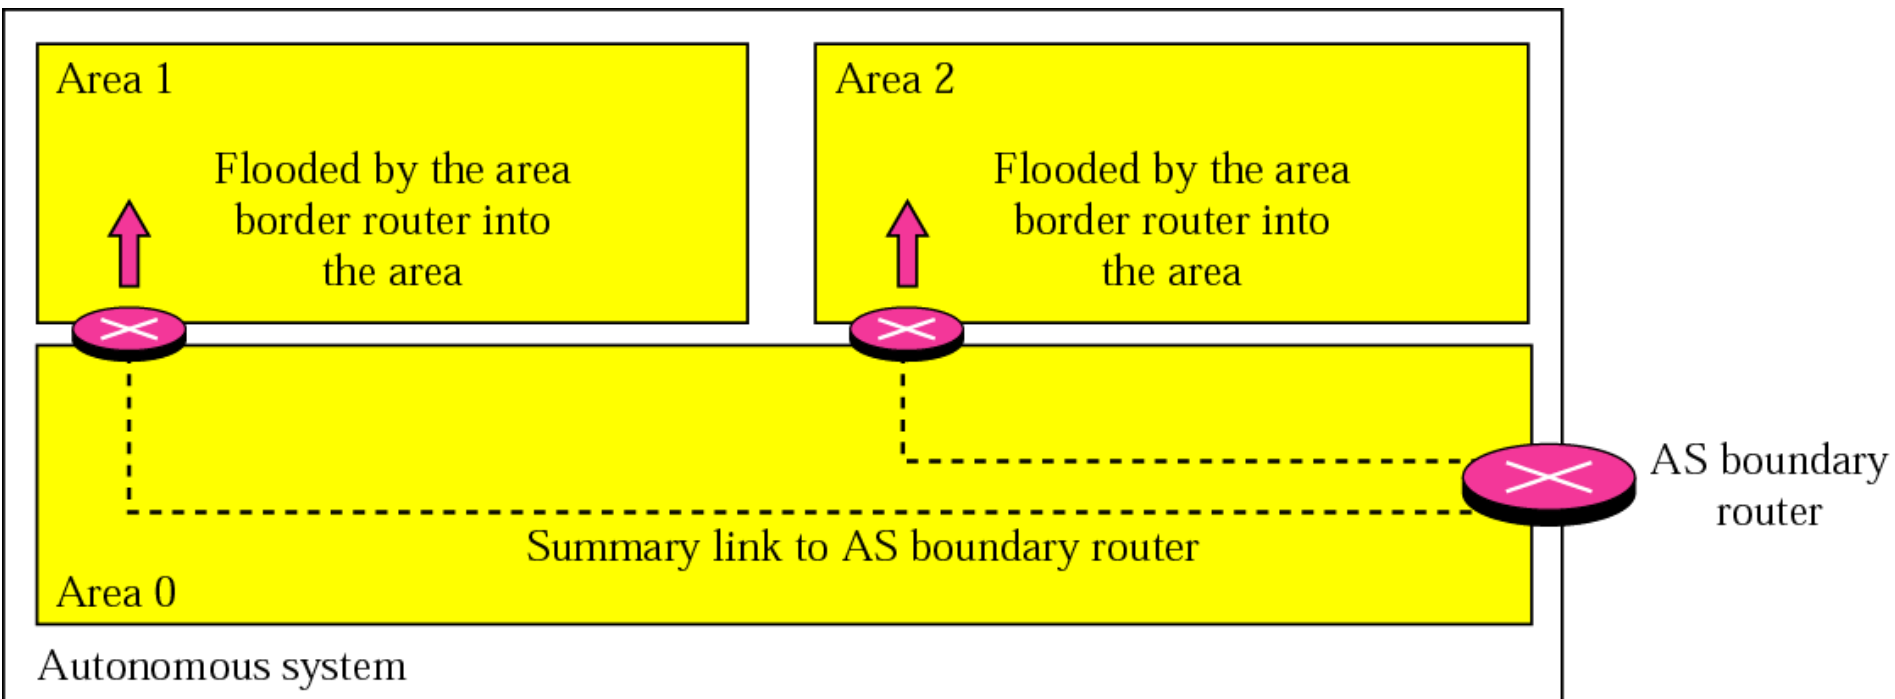 Area 1
Flooded by the area
border router into
the area
Area 2
Flooded by the area
border router into
the area
AS boundary
router
Summary link to AS boundary router
Area 0
Autonomous system